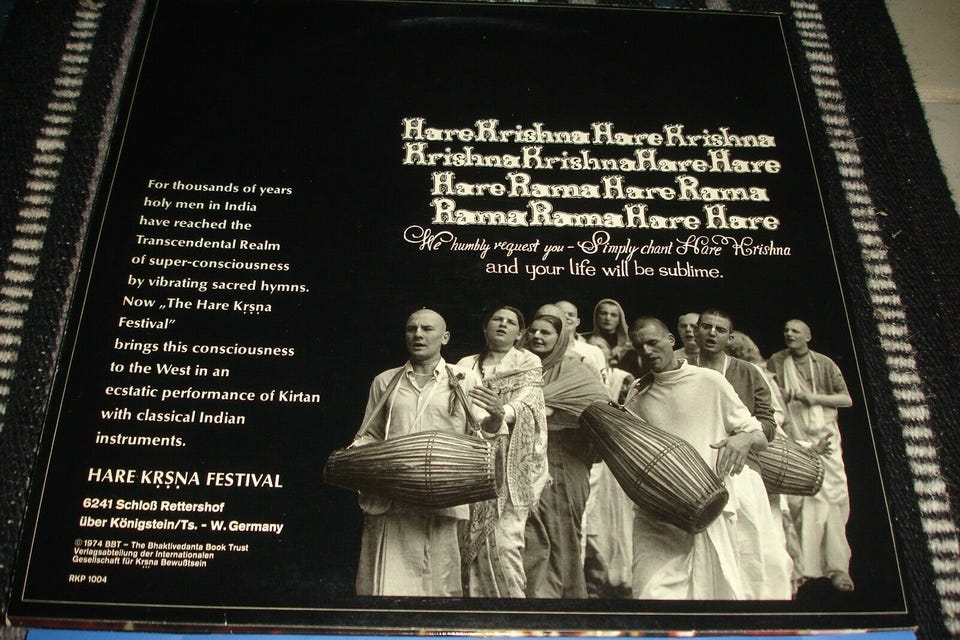 Hare Krishna Hare Krishna
Krishna Krishna Hare Hare
Hare Rama Hare Rama
Rama Rama Hare Hare
We humbly request you - Simply chant Hare Krishna
and your life will be sublime.
For thousands of years
holy men in India
have reached the
Transcendental Realm
of super-consciousness
by vibrating sacred hymns.
Now „The Hare Kṛṣṇa
Festival”
brings this consciousness
to the West in an
ecstatic performance of Kirtan
with classical Indian
instruments.
HARE KṚṢṆA FESTIVAL
6241 Schloß Rettershof
über Königstein/Ts. - W. Germany
© 1974 BBT – The Bhaktivedanta Book Trust
Verlagsabteilung der Internationalen
Gesellschaft für Kṛṣṇa Bewußtsein
RKP 1004